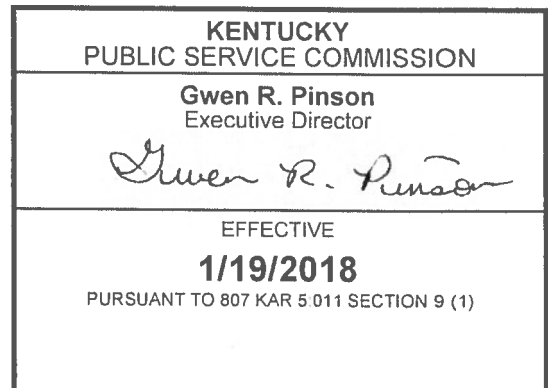 KENTUCKY
PUBLIC SERVICE COMMISSION
Gwen R. Pinson
Executive Director
Gwen R. Pinson
EFFECTIVE
1/19/2018
PURSUANT TO 807 KAR 5:011 SECTION 9 (1)